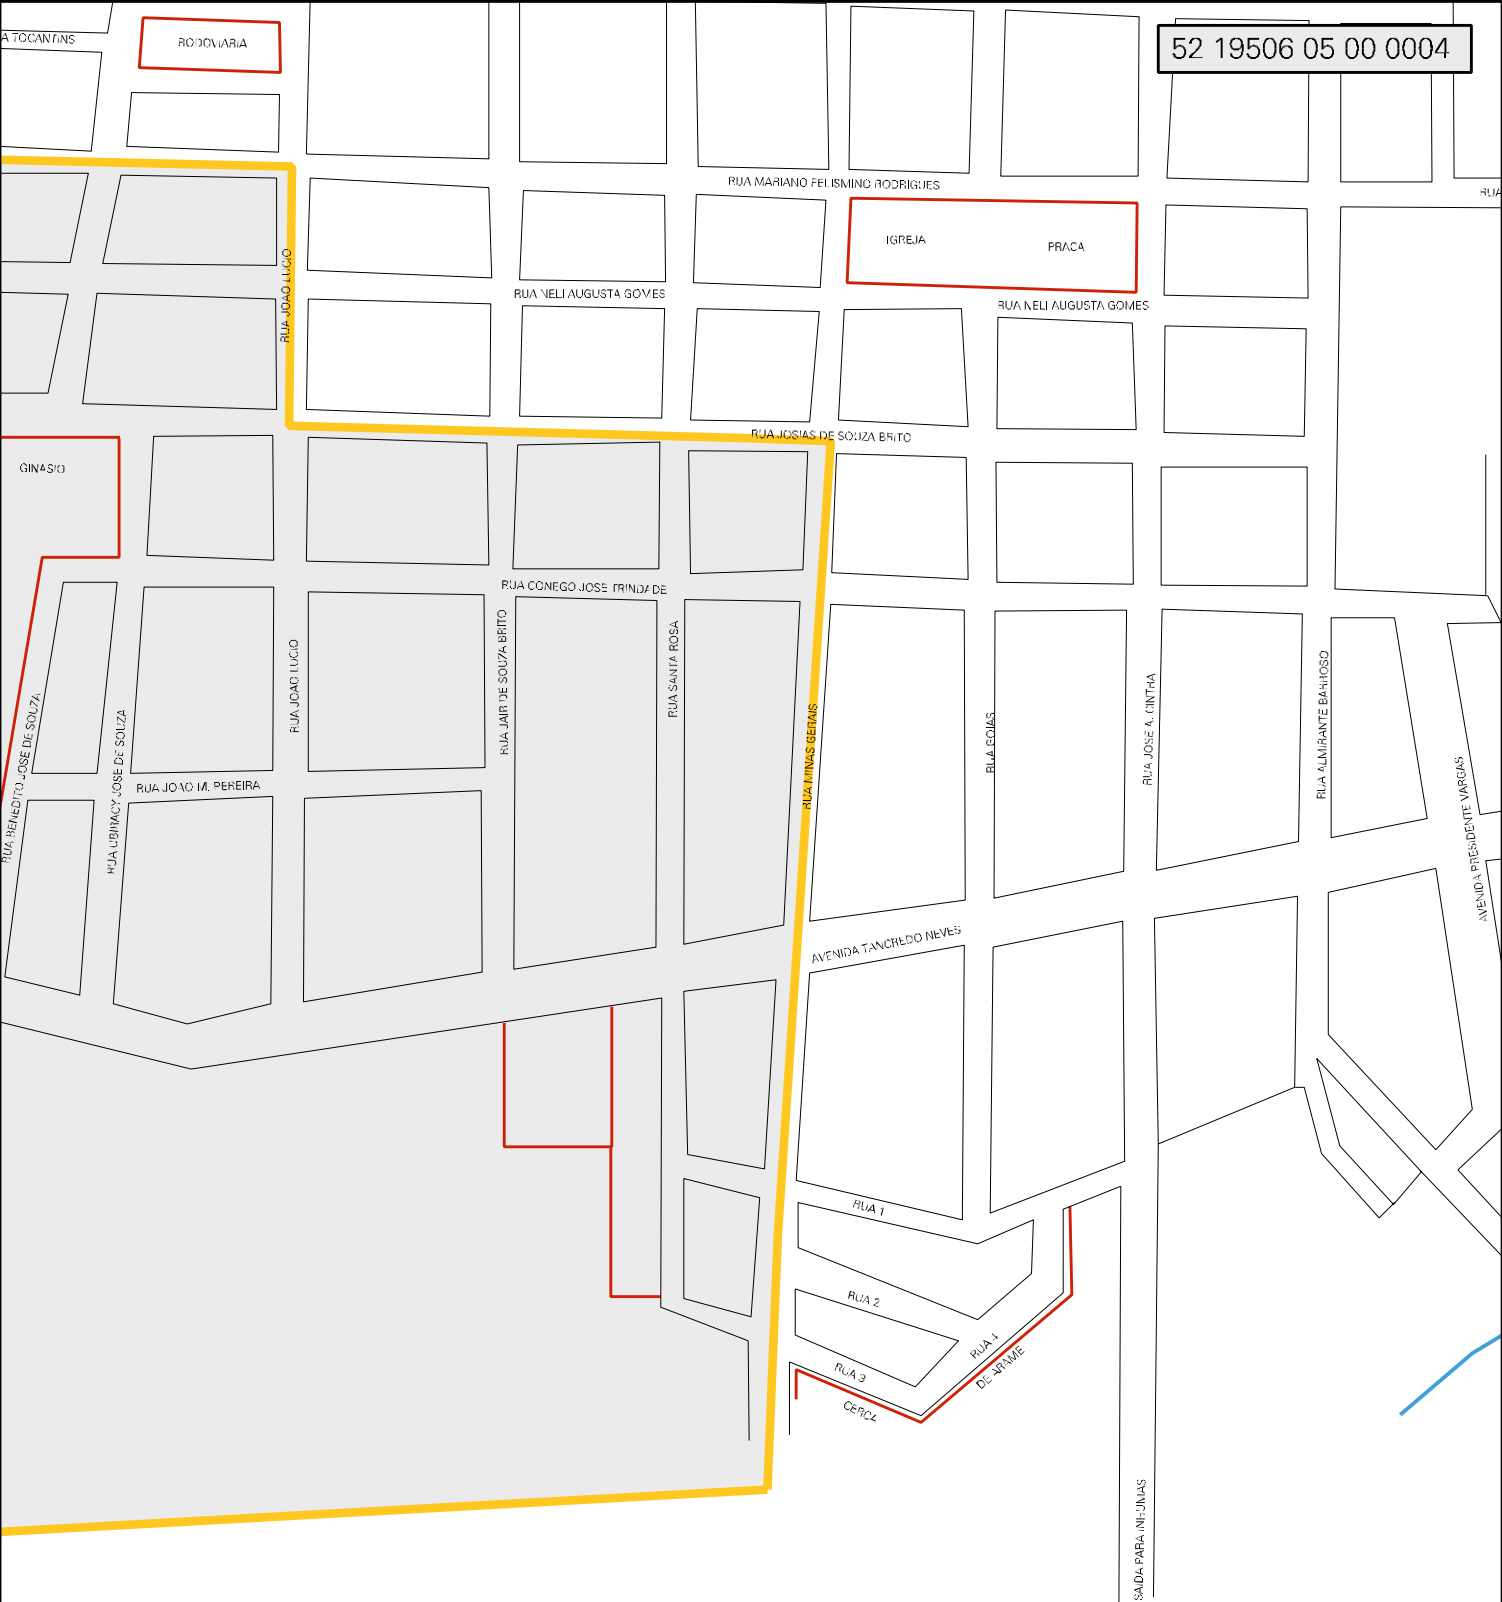 A TOCANTINS
RODOVIARIA
52 19506 05 00 0004
RUA MARIANO FELISMINO RODRIGUES
RUA
IGREJA
PRACA
RUA JOAO LUCIO
RUA NELI AUGUSTA GOMES
RUA NELI AUGUSTA GOMES
RUA JOSIAS DE SOUZA BRITO
GINASIO
RUA CONEGO JOSE TRINDADE
RUA BENEDITO JOSE DE SOUZA
RUA UBIRACY JOSE DE SOUZA
RUA JOAO LUCIO
RUA JAIR DE SOUZA BRITO
RUA SANTA ROSA
RUA MINAS GERAIS
RUA GOIAS
RUA JOSE A. CINTRA
RUA ALMIRANTE BARROSO
AVENIDA PRESIDENTE VARGAS
RUA JOAO M. PEREIRA
AVENIDA TANCREDO NEVES
RUA 1
RUA 2
RUA 3
RUA 4
CERCA
DE ARAME
SAIDA PARA INHUMAS